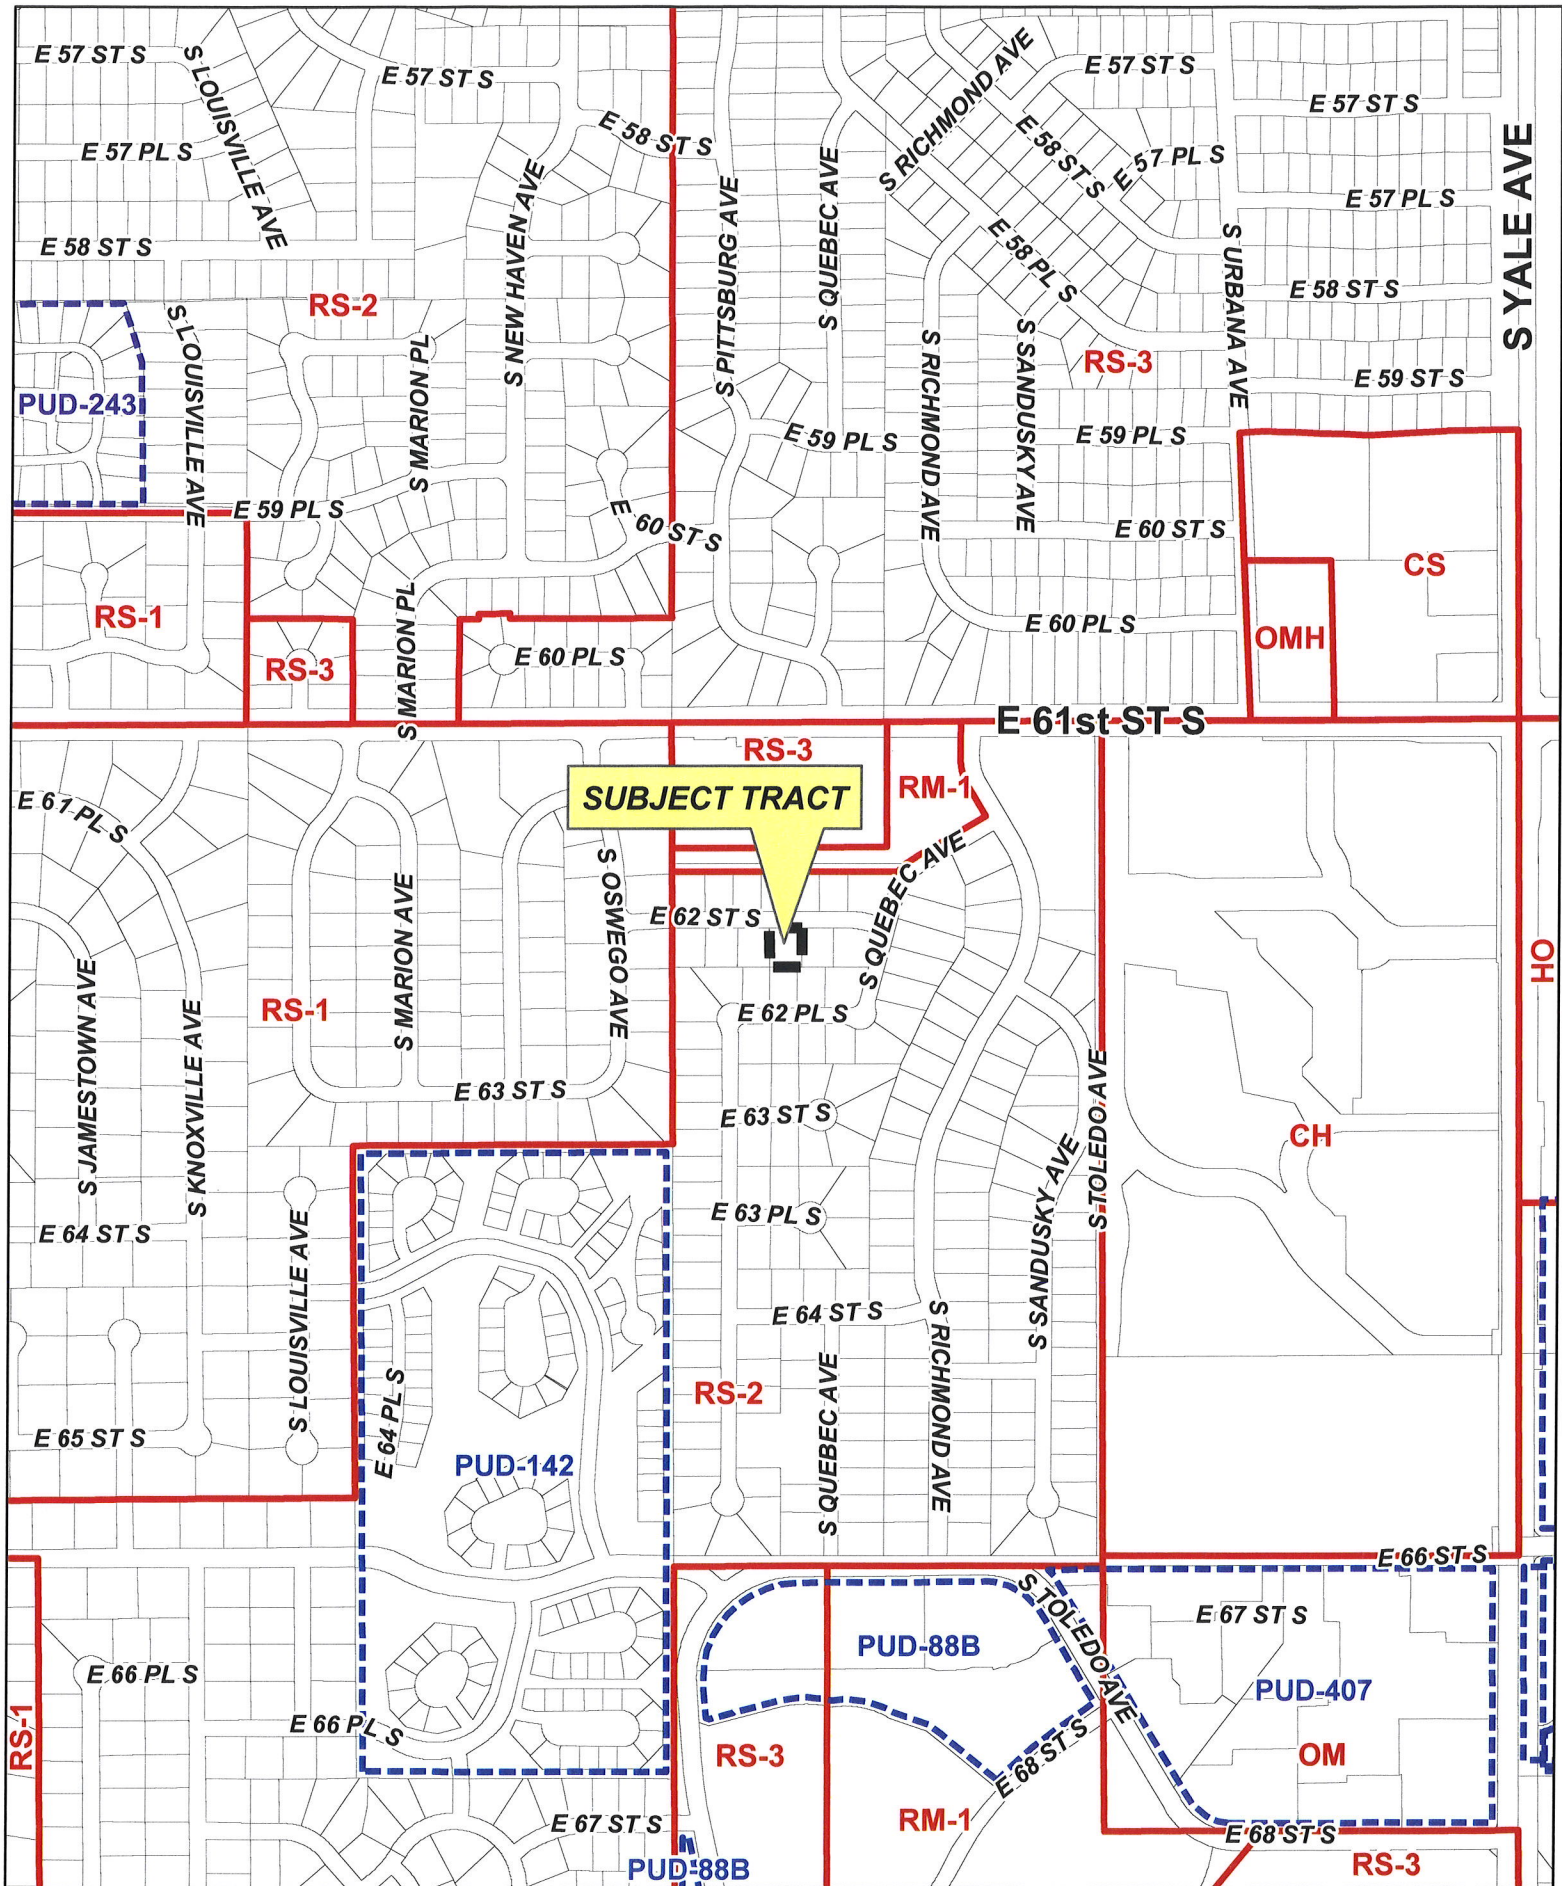 E 57 ST S
S LOUISVILLE AVE
E 57 ST S
S RICHMOND AVE
E 57 ST S
E 57 ST S
E 57 PL S
E 58 ST S
E 58 ST S
E 57 PL S
E 57 PL S
S YALE AVE
E 58 ST S
S NEW HAVEN AVE
S PITTSBURG AVE
S QUEBEC AVE
E 58 PL S
S URBANA AVE
E 58 ST S
RS-2
S LOUISVILLE AVE
S MARION PL
S RICHMOND AVE
S SANDUSKY AVE
RS-3
E 59 ST S
PUD-243
E 59 PL S
E 59 PL S
E 59 PL S
E 60 ST S
E 60 ST S
CS
RS-1
RS-3
S MARION PL
E 60 PL S
E 60 PL S
OMH
E 61st ST S
RS-3
RM-1
SUBJECT TRACT
E 61 PL S
S OSWEGO AVE
E 62 ST S
S QUEBEC AVE
S JAMESTOWN AVE
S KNOXVILLE AVE
RS-1
S MARION AVE
E 62 PL S
HO
E 63 ST S
E 63 ST S
S TOLEDO AVE
CH
E 64 ST S
S LOUISVILLE AVE
E 63 PL S
S SANDUSKY AVE
E 64 ST S
E 64 PL S
RS-2
S QUEBEC AVE
S RICHMOND AVE
E 65 ST S
PUD-142
E 66 ST S
S TOLEDO AVE
E 67 ST S
PUD-88B
E 66 PL S
PUD-407
RS-1
E 66 PL S
RS-3
E 68 ST S
OM
E 67 ST S
RM-1
E 68 ST S
PUD-88B
RS-3